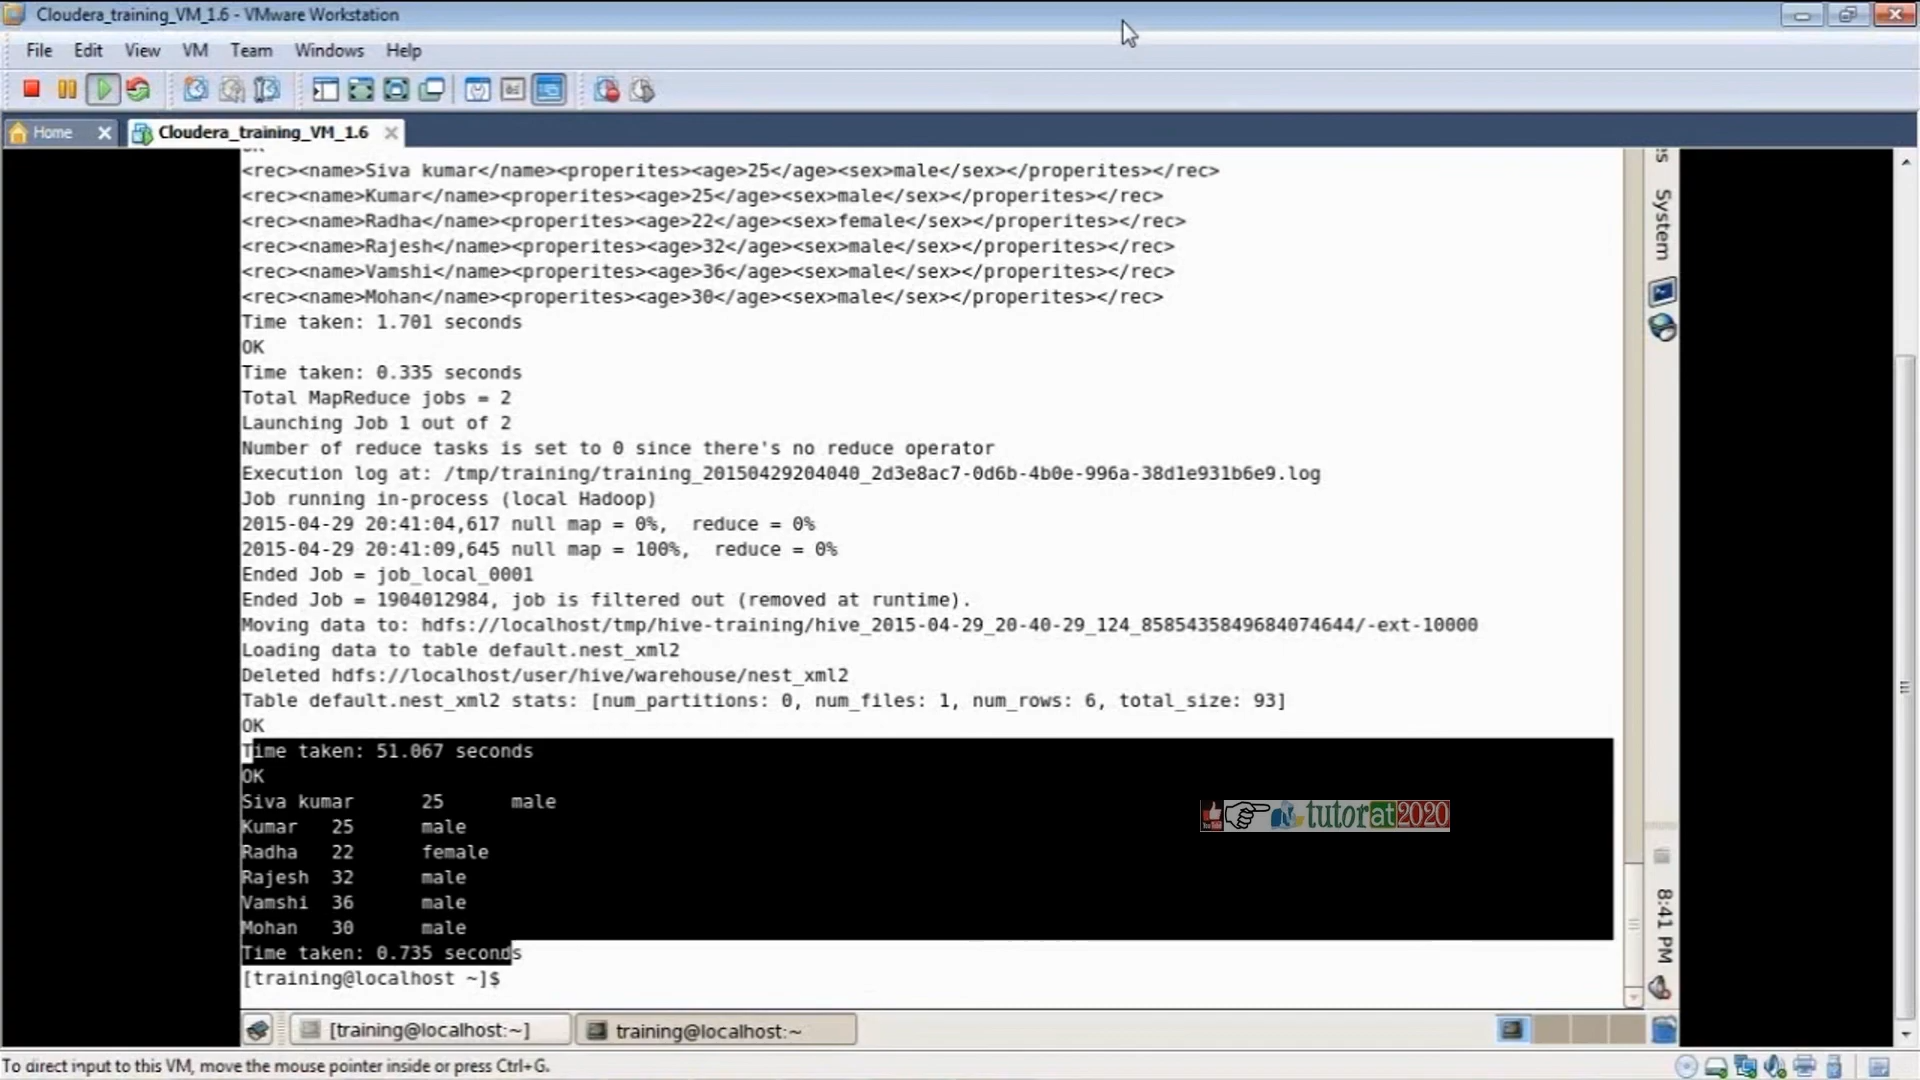 Cloudera_training_VM_1.6 - VMware Workstation
File Edit View VM Team Windows Help
Home Cloudera_training_VM_1.6
OK
<rec><name>Siva kumar</name><properites><age>25</age><sex>male</sex></properites></rec>
<rec><name>Kumar</name><properites><age>25</age><sex>male</sex></properites></rec>
<rec><name>Radha</name><properites><age>22</age><sex>female</sex></properites></rec>
<rec><name>Rajesh</name><properites><age>32</age><sex>male</sex></properites></rec>
<rec><name>Vamshi</name><properites><age>36</age><sex>male</sex></properites></rec>
<rec><name>Mohan</name><properites><age>30</age><sex>male</sex></properites></rec>
Time taken: 1.701 seconds
OK
Time taken: 0.335 seconds
Total MapReduce jobs = 2
Launching Job 1 out of 2
Number of reduce tasks is set to 0 since there's no reduce operator
Execution log at: /tmp/training/training_20150429204040_2d3e8ac7-0d6b-4b0e-996a-38d1e931b6e9.log
Job running in-process (local Hadoop)
2015-04-29 20:41:04,617 null map = 0%, reduce = 0%
2015-04-29 20:41:09,645 null map = 100%, reduce = 0%
Ended Job = job_local_0001
Ended Job = 1904012984, job is filtered out (removed at runtime).
Moving data to: hdfs://localhost/tmp/hive-training/hive_2015-04-29_20-40-29_124_8585435849684074644/-ext-10000
Loading data to table default.nest_xml2
Deleted hdfs://localhost/user/hive/warehouse/nest_xml2
Table default.nest_xml2 stats: [num_partitions: 0, num_files: 1, num_rows: 6, total_size: 93]
OK
Time taken: 51.067 seconds
OK
Siva kumar 25 male
Kumar 25 male
Radha 22 female
Rajesh 32 male
Vamshi 36 male
Mohan 30 male
Time taken: 0.735 seconds
[training@localhost ~]$
System
tutorat2020
8:41 PM
[training@localhost:~] training@localhost:~
To direct input to this VM, move the mouse pointer inside or press Ctrl+G.